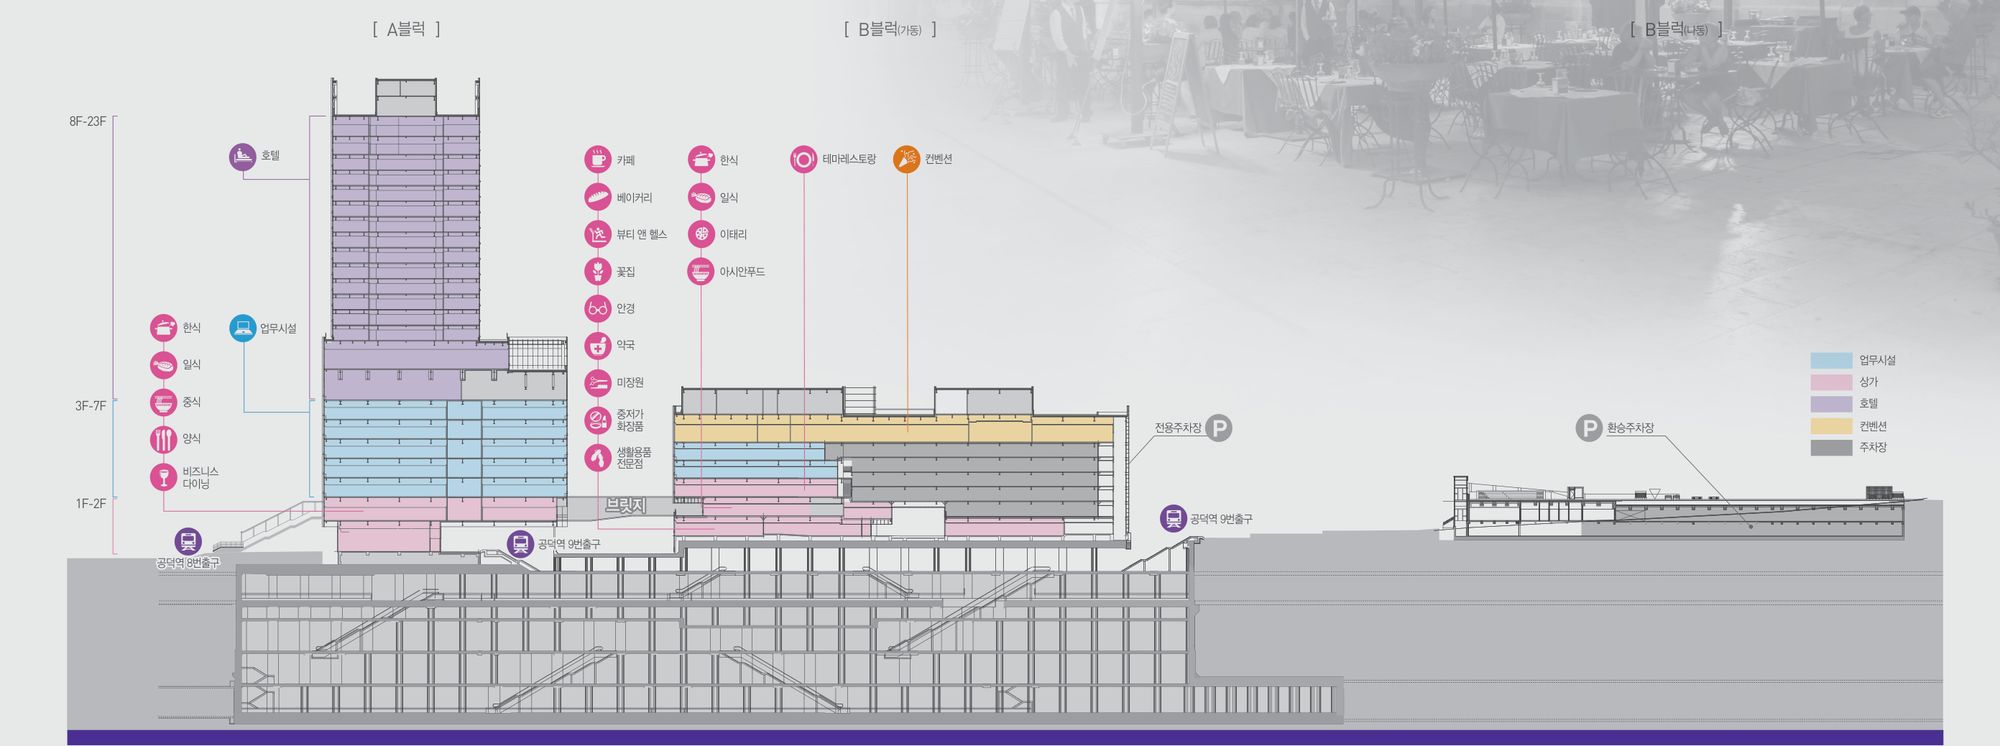 [ A블럭 ]
[ B블럭(가동) ]
[ B블럭(나동) ]
8F-23F
3F-7F
1F-2F
호텔
업무시설
한식
일식
중식
양식
비즈니스
다이닝
공덕역 8번출구
공덕역 9번출구
카페
베이커리
뷰티 앤 헬스
꽃집
안경
약국
미장원
중저가
화장품
생활용품
전문점
한식
일식
이태리
아시안푸드
테마레스토랑
컨벤션
브릿지
전용주차장
P
공덕역 9번출구
P
환승주차장
업무시설
상가
호텔
컨벤션
주차장